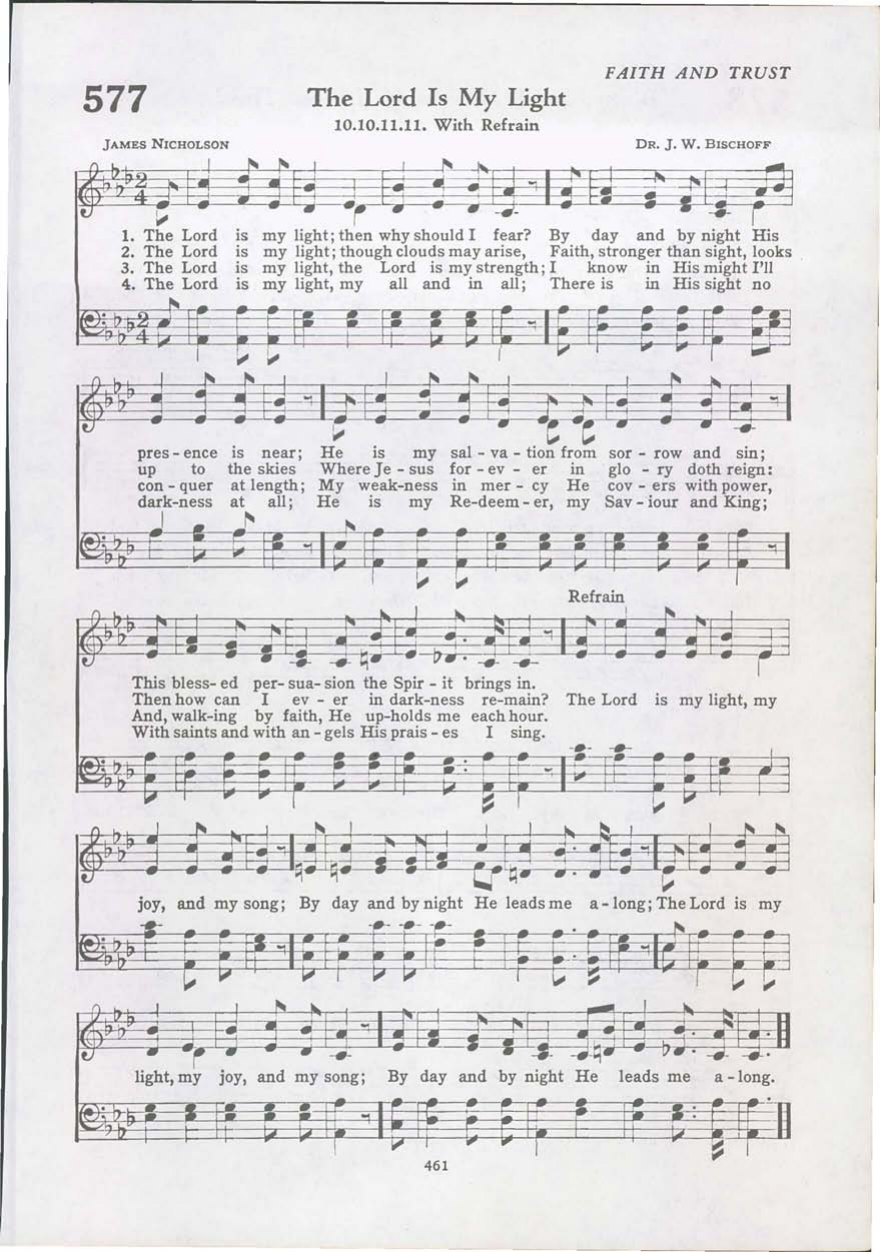 FAITH AND TRUST
577
The Lord Is My Light
10.10.11.11. With Refrain
JAMES NICHOLSON
DR. J. W. BISCHOFF
1. The Lord is my light; then why should I fear? By day and by night His
2. The Lord is my light; though clouds may arise, Faith, stronger than sight, looks
3. The Lord is my light, the Lord is my strength; I know in His might I'll
4. The Lord is my light, my all and in all; There is in His sight no
pres - ence is near; He is my sal - va - tion from sor - row and sin;
up to the skies Where Je - sus for - ev - er in glo - ry doth reign:
con - quer at length; My weak-ness in mer - cy He cov - ers with power,
dark-ness at all; He is my Re-deem - er, my Sav - iour and King;
Refrain
This bless- ed per- sua- sion the Spir - it brings in.
Then how can I ev - er in dark-ness re-main? The Lord is my light, my
And, walk-ing by faith, He up-holds me each hour.
With saints and with an - gels His prais - es I sing.
joy, and my song; By day and by night He leads me a - long; The Lord is my
light, my joy, and my song; By day and by night He leads me a - long.
461